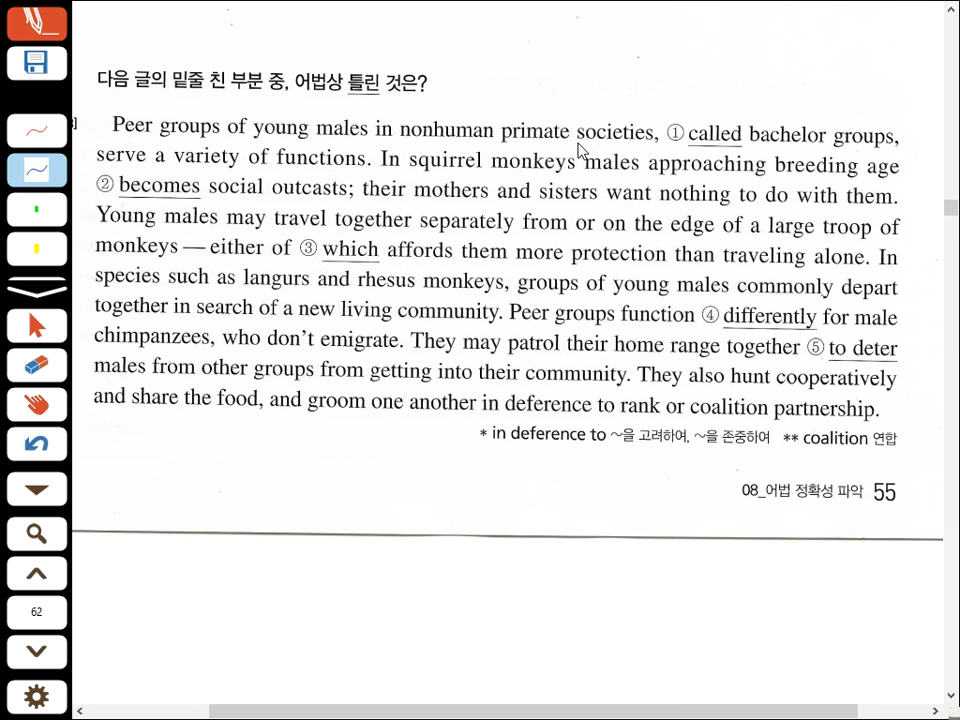 다음 글의 밑줄 친 부분 중, 어법상 틀린 것은?
Peer groups of young males in nonhuman primate societies, ① called bachelor groups,
serve a variety of functions. In squirrel monkeys males approaching breeding age
② becomes social outcasts; their mothers and sisters want nothing to do with them.
Young males may travel together separately from or on the edge of a large troop of
monkeys — either of ③ which affords them more protection than traveling alone. In
species such as langurs and rhesus monkeys, groups of young males commonly depart
together in search of a new living community. Peer groups function ④ differently for male
chimpanzees, who don't emigrate. They may patrol their home range together ⑤ to deter
males from other groups from getting into their community. They also hunt cooperatively
and share the food, and groom one another in deference to rank or coalition partnership.
* in deference to ~을 고려하여, ~을 존중하여 ** coalition 연합
08_어법 정확성 파악 55
62